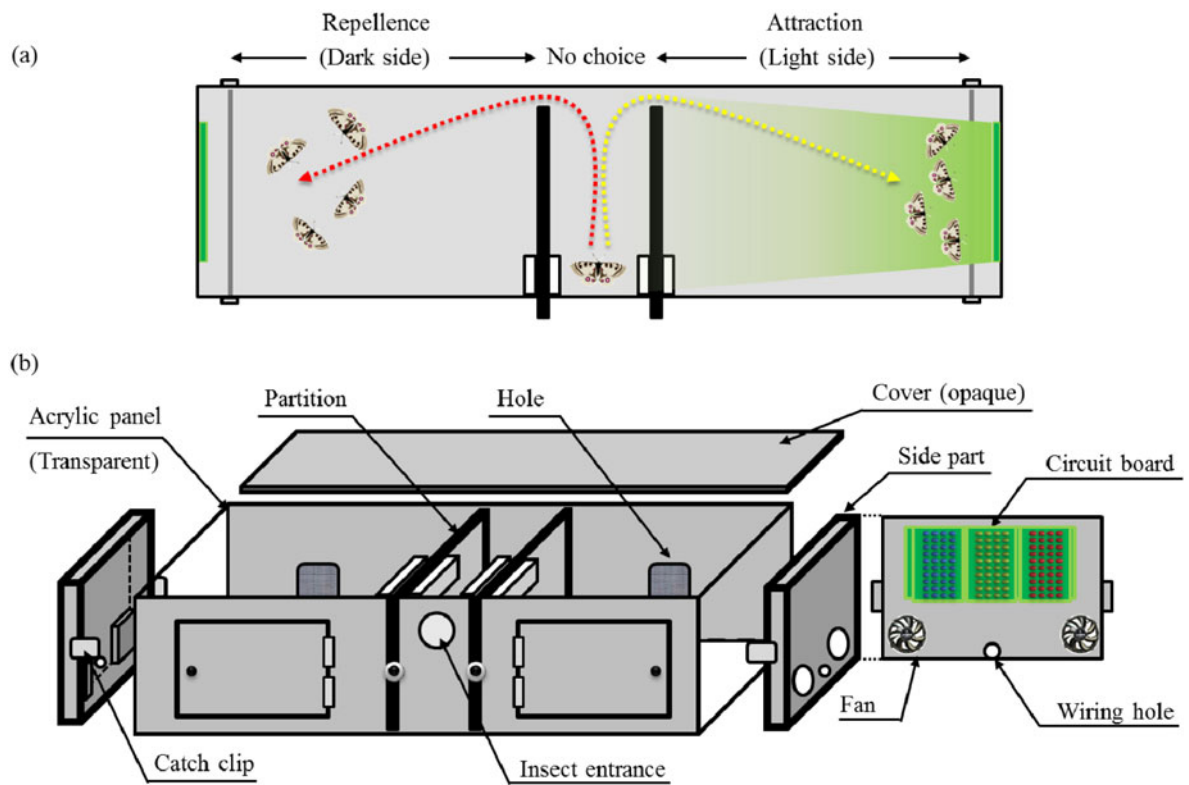 (a)
Repellence
(Dark side)
No choice
Attraction
(Light side)
(b)
Acrylic panel
(Transparent)
Partition
Hole
Cover (opaque)
Side part
Circuit board
Fan
Wiring hole
Catch clip
Insect entrance